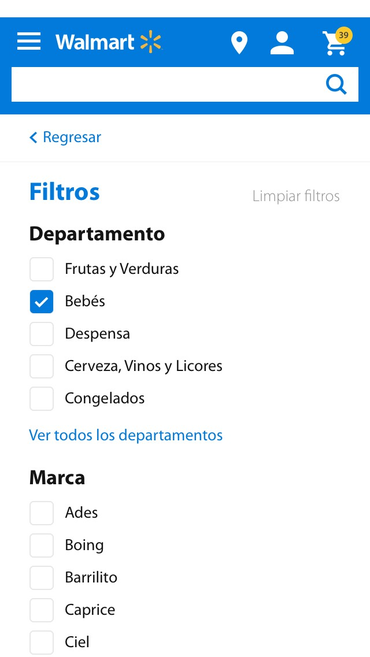 Walmart
39
Regresar
Filtros
Limpiar filtros
Departamento
Frutas y Verduras
Bebés
Despensa
Cerveza, Vinos y Licores
Congelados
Ver todos los departamentos
Marca
Ades
Boing
Barrilito
Caprice
Ciel